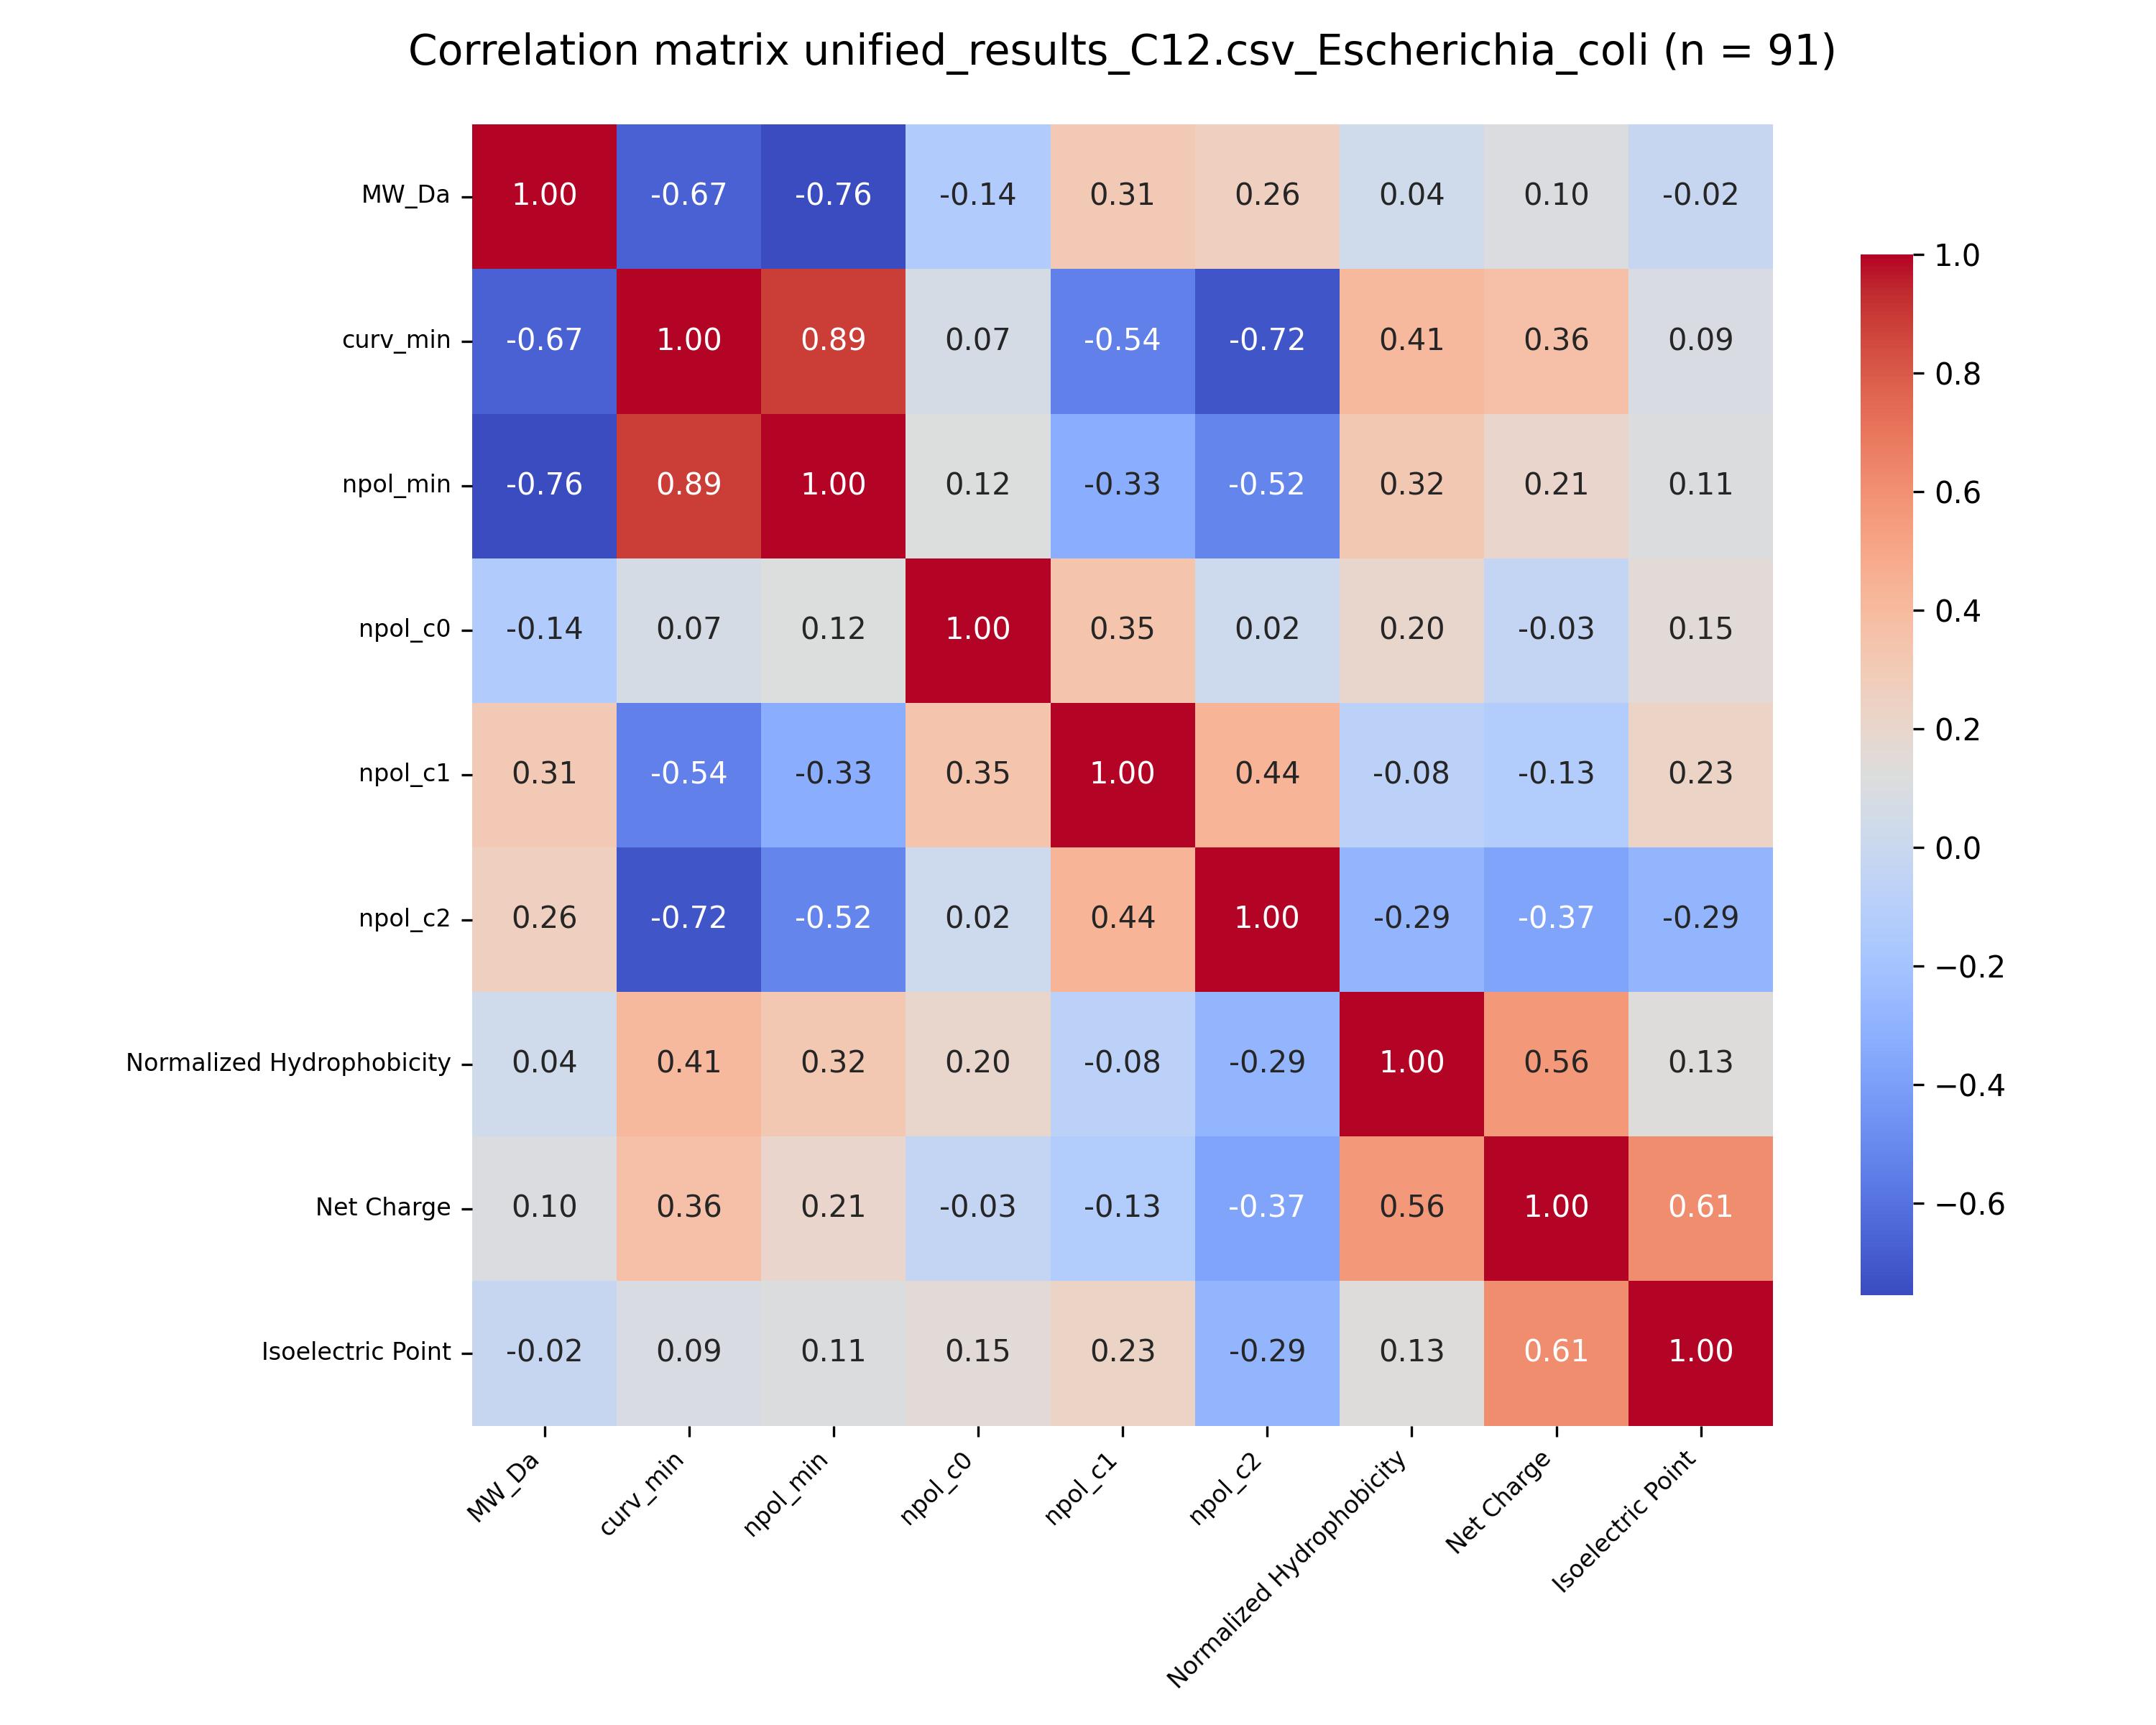 Correlation matrix unified_results_C12.csv_Escherichia_coli (n = 91)
MW_Da 1.00 -0.67 -0.76 -0.14 0.31 0.26 0.04 0.10 -0.02
curv_min -0.67 1.00 0.89 0.07 -0.54 -0.72 0.41 0.36 0.09
npol_min -0.76 0.89 1.00 0.12 -0.33 -0.52 0.32 0.21 0.11
npol_c0 -0.14 0.07 0.12 1.00 0.35 0.02 0.20 -0.03 0.15
npol_c1 0.31 -0.54 -0.33 0.35 1.00 0.44 -0.08 -0.13 0.23
npol_c2 0.26 -0.72 -0.52 0.02 0.44 1.00 -0.29 -0.37 -0.29
Normalized Hydrophobicity 0.04 0.41 0.32 0.20 -0.08 -0.29 1.00 0.56 0.13
Net Charge 0.10 0.36 0.21 -0.03 -0.13 -0.37 0.56 1.00 0.61
Isoelectric Point -0.02 0.09 0.11 0.15 0.23 -0.29 0.13 0.61 1.00
MW_Da
curv_min
npol_min
npol_c0
npol_c1
npol_c2
Normalized Hydrophobicity
Net Charge
Isoelectric Point
1.0
0.8
0.6
0.4
0.2
0.0
−0.2
−0.4
−0.6